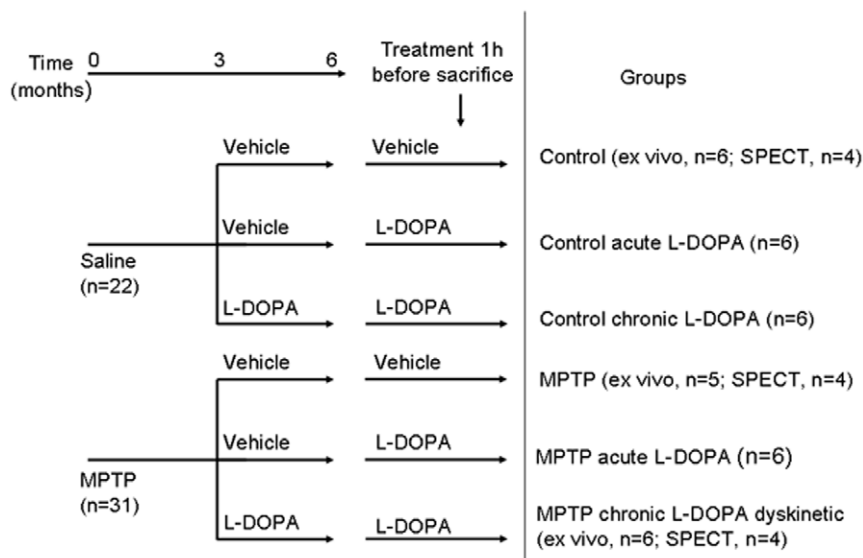 Time
(months)
0 3 6
Treatment 1h
before sacrifice
Groups
Vehicle Vehicle Control (ex vivo, n=6; SPECT, n=4)
Vehicle L-DOPA Control acute L-DOPA (n=6)
Saline
(n=22)
L-DOPA L-DOPA Control chronic L-DOPA (n=6)
Vehicle Vehicle MPTP (ex vivo, n=5; SPECT, n=4)
Vehicle L-DOPA MPTP acute L-DOPA (n=6)
MPTP
(n=31)
L-DOPA L-DOPA MPTP chronic L-DOPA dyskinetic
(ex vivo, n=6; SPECT, n=4)